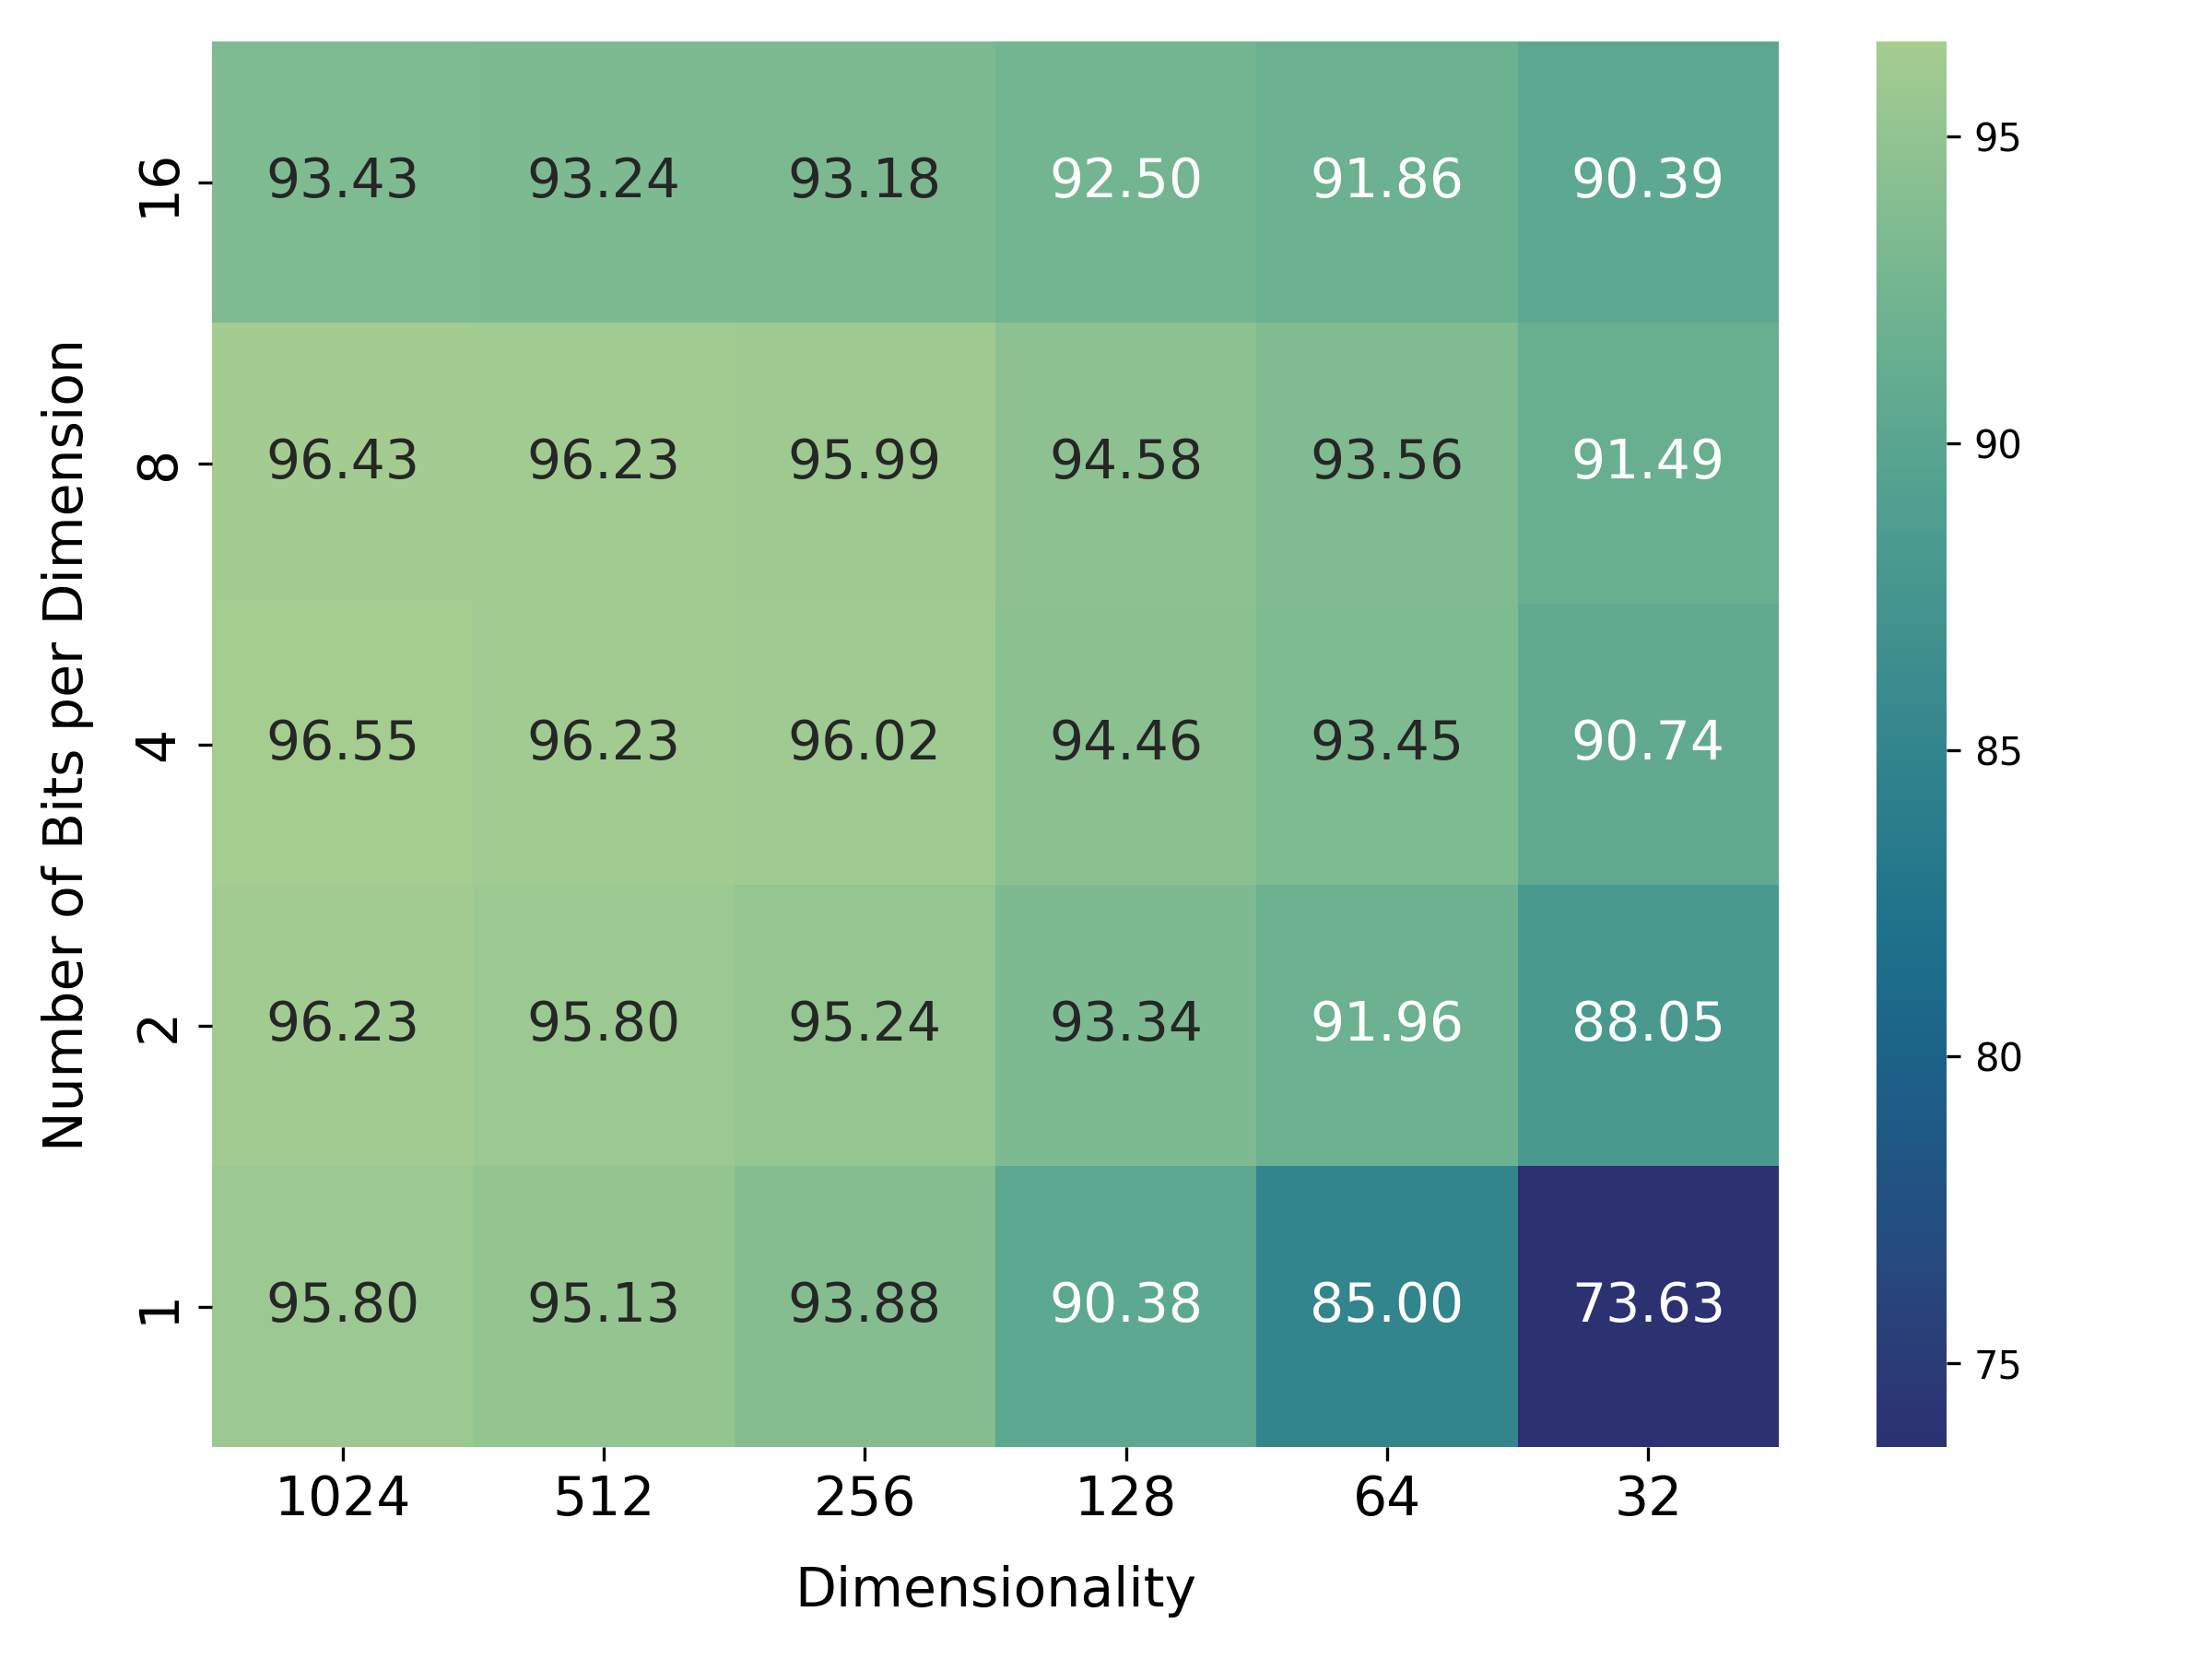 Number of Bits per Dimension
16 93.43 93.24 93.18 92.50 91.86 90.39
8 96.43 96.23 95.99 94.58 93.56 91.49
4 96.55 96.23 96.02 94.46 93.45 90.74
2 96.23 95.80 95.24 93.34 91.96 88.05
1 95.80 95.13 93.88 90.38 85.00 73.63
1024 512 256 128 64 32
Dimensionality
95
90
85
80
75